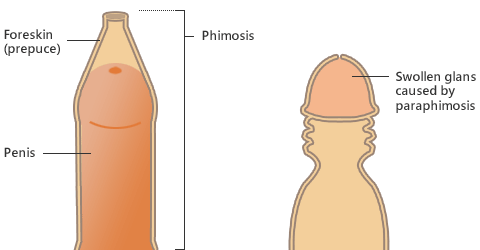 Foreskin
(prepuce)
Phimosis
Penis
Swollen glans
caused by
paraphimosis